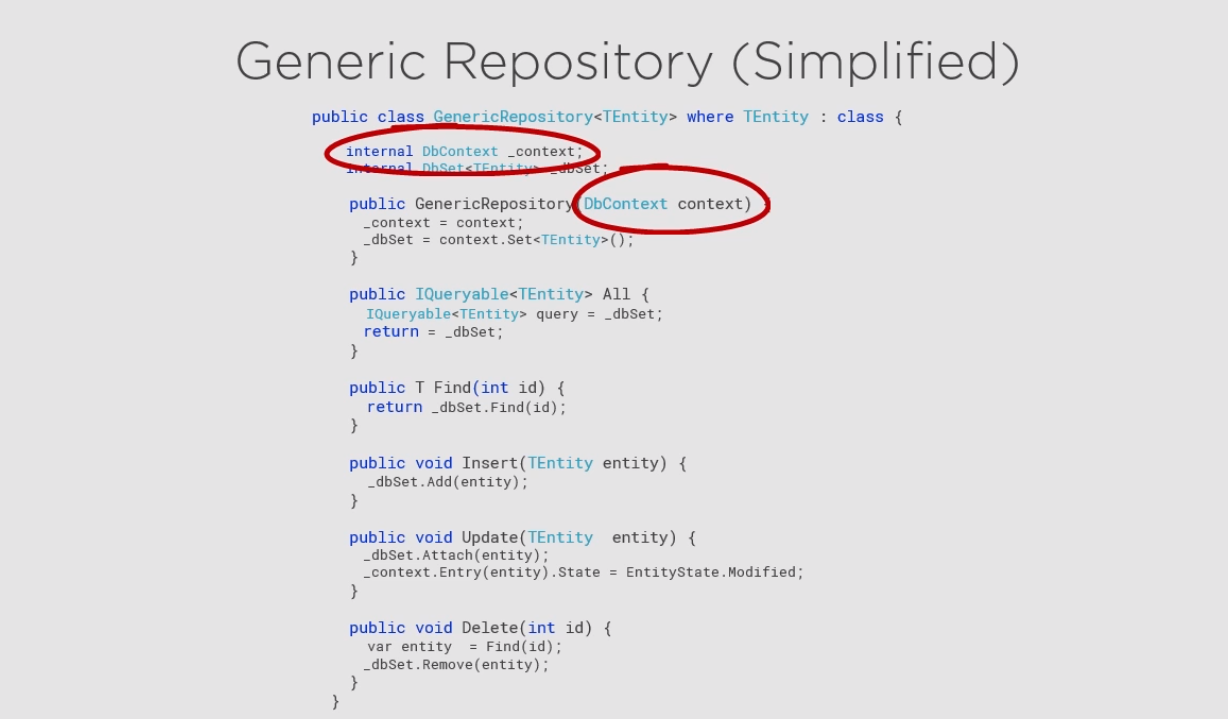 Generic Repository (Simplified)
public class GenericRepository<TEntity> where TEntity : class {
internal DbContext _context;
internal DbSet<TEntity> _dbSet;
public GenericRepository(DbContext context) {
_context = context;
_dbSet = context.Set<TEntity>();
}
public IQueryable<TEntity> All {
IQueryable<TEntity> query = _dbSet;
return = _dbSet;
}
public T Find(int id) {
return _dbSet.Find(id);
}
public void Insert(TEntity entity) {
_dbSet.Add(entity);
}
public void Update(TEntity  entity) {
_dbSet.Attach(entity);
_context.Entry(entity).State = EntityState.Modified;
}
public void Delete(int id) {
var entity  = Find(id);
_dbSet.Remove(entity);
}
}